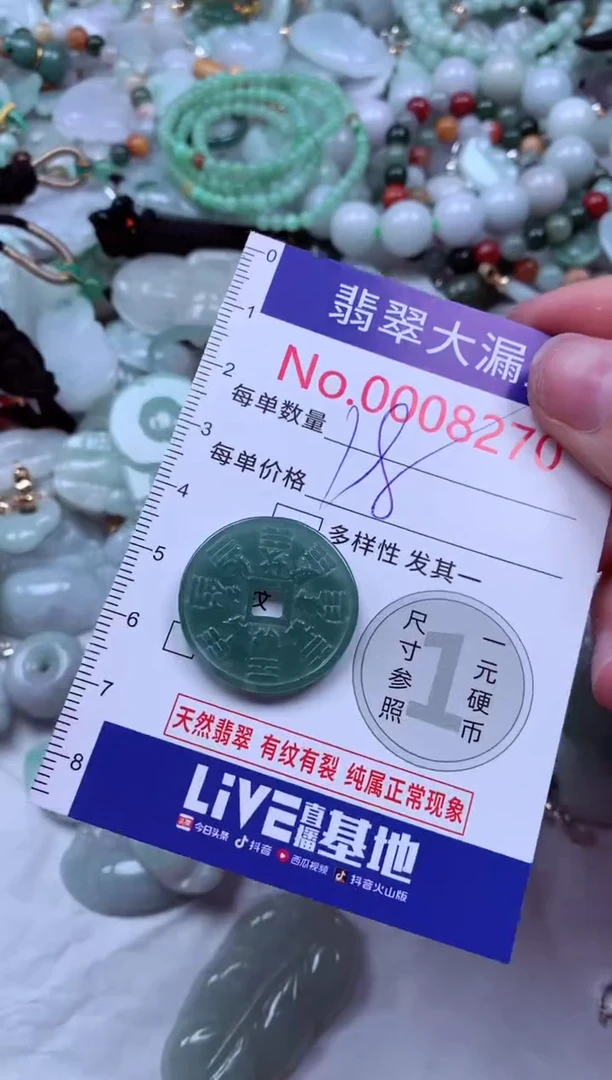 0
1
2
3
4
5
6
7
8
翡翠大漏
No.0008270
每单数量
每单价格
18
多样性 发其一
文
尺寸参照
1
一元硬币
天然翡翠 有纹有裂 纯属正常现象
LiVE直播基地
今日头条 抖音 西瓜视频 抖音火山版